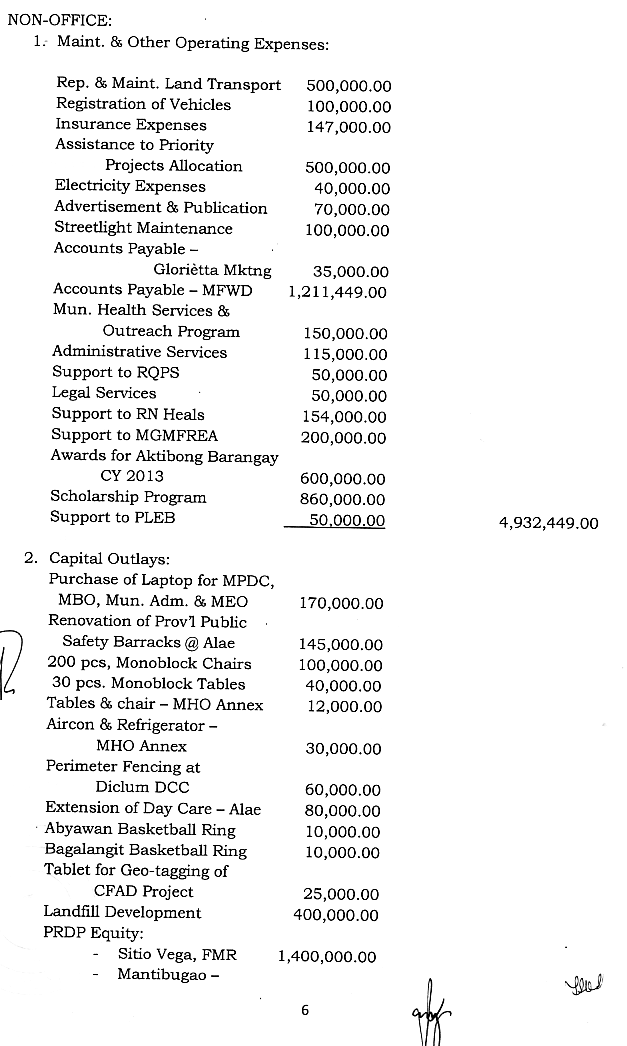 NON-OFFICE:
1. Maint. & Other Operating Expenses:
Rep. & Maint. Land Transport 500,000.00
Registration of Vehicles 100,000.00
Insurance Expenses 147,000.00
Assistance to Priority
Projects Allocation 500,000.00
Electricity Expenses 40,000.00
Advertisement & Publication 70,000.00
Streetlight Maintenance 100,000.00
Accounts Payable –
Glorietta Mktng 35,000.00
Accounts Payable – MFWD 1,211,449.00
Mun. Health Services &
Outreach Program 150,000.00
Administrative Services 115,000.00
Support to RQPS 50,000.00
Legal Services 50,000.00
Support to RN Heals 154,000.00
Support to MGMFREA 200,000.00
Awards for Aktibong Barangay
CY 2013 600,000.00
Scholarship Program 860,000.00
Support to PLEB 50,000.00 4,932,449.00
2. Capital Outlays:
Purchase of Laptop for MPDC,
MBO, Mun. Adm. & MEO 170,000.00
Renovation of Prov'l Public
Safety Barracks @ Alae 145,000.00
200 pcs, Monoblock Chairs 100,000.00
30 pcs. Monoblock Tables 40,000.00
Tables & chair – MHO Annex 12,000.00
Aircon & Refrigerator –
MHO Annex 30,000.00
Perimeter Fencing at
Diclum DCC 60,000.00
Extension of Day Care – Alae 80,000.00
Abyawan Basketball Ring 10,000.00
Bagalangit Basketball Ring 10,000.00
Tablet for Geo-tagging of
CFAD Project 25,000.00
Landfill Development 400,000.00
PRDP Equity:
- Sitio Vega, FMR 1,400,000.00
- Mantibugao –
6